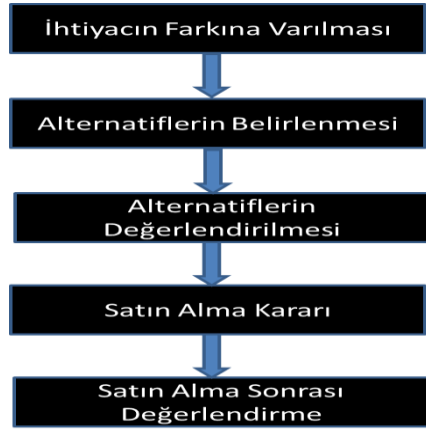 İhtiyacın Farkına Varılması
Alternatiflerin Belirlenmesi
Alternatiflerin
Değerlendirilmesi
Satın Alma Kararı
Satın Alma Sonrası
Değerlendirme